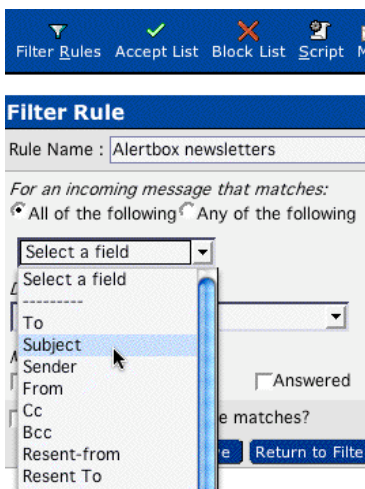 Filter Rules Accept List Block List Script
Filter Rule
Rule Name : Alertbox newsletters
For an incoming message that matches:
All of the following Any of the following
Select a field
Select a field
---------
To
Subject
Sender
From
Answered
Cc
matches?
Bcc
Resent-from
Return to Filte
Resent To